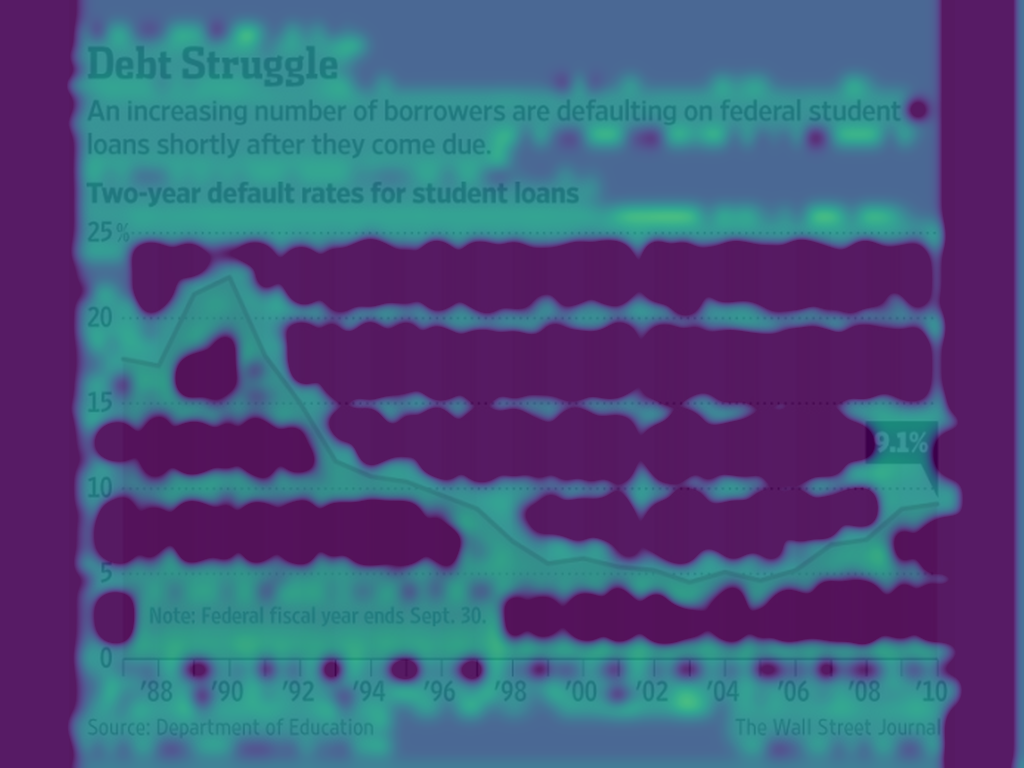 Debt Struggle
An increasing number of borrowers are defaulting on federal student
loans shortly after they come due.
Two-year default rates for student loans
25%
20
15
9.1%
10
5
Note: Federal fiscal year ends Sept. 30.
0
’88 ’90 ’92 ’94 ’96 ’98 ’00 ’02 ’04 ’06 ’08 ’10
Source: Department of Education The Wall Street Journal